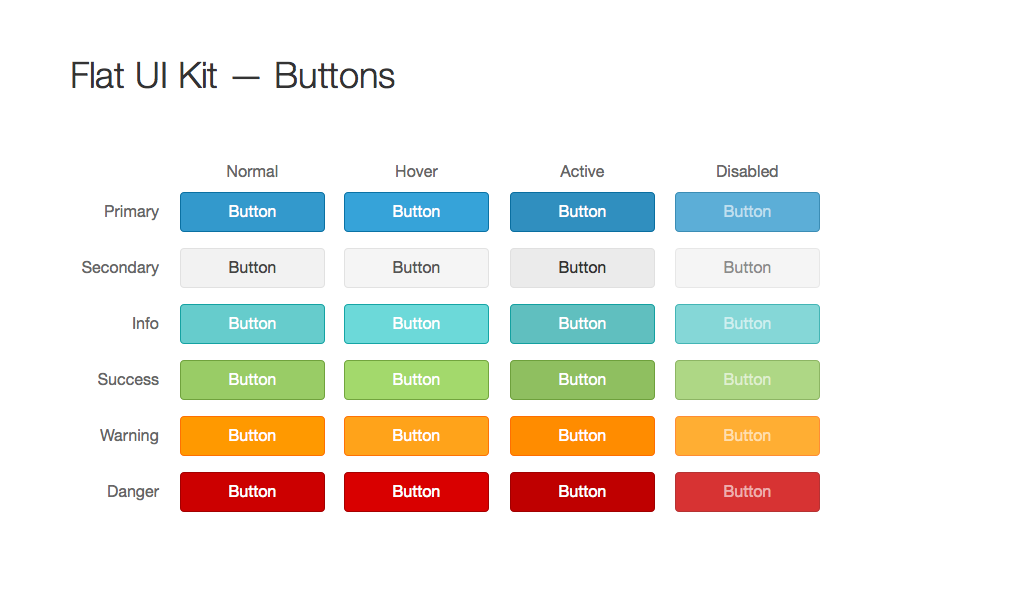 Flat UI Kit — Buttons
Normal Hover Active Disabled
Primary Button Button Button Button
Secondary Button Button Button Button
Info Button Button Button Button
Success Button Button Button Button
Warning Button Button Button Button
Danger Button Button Button Button